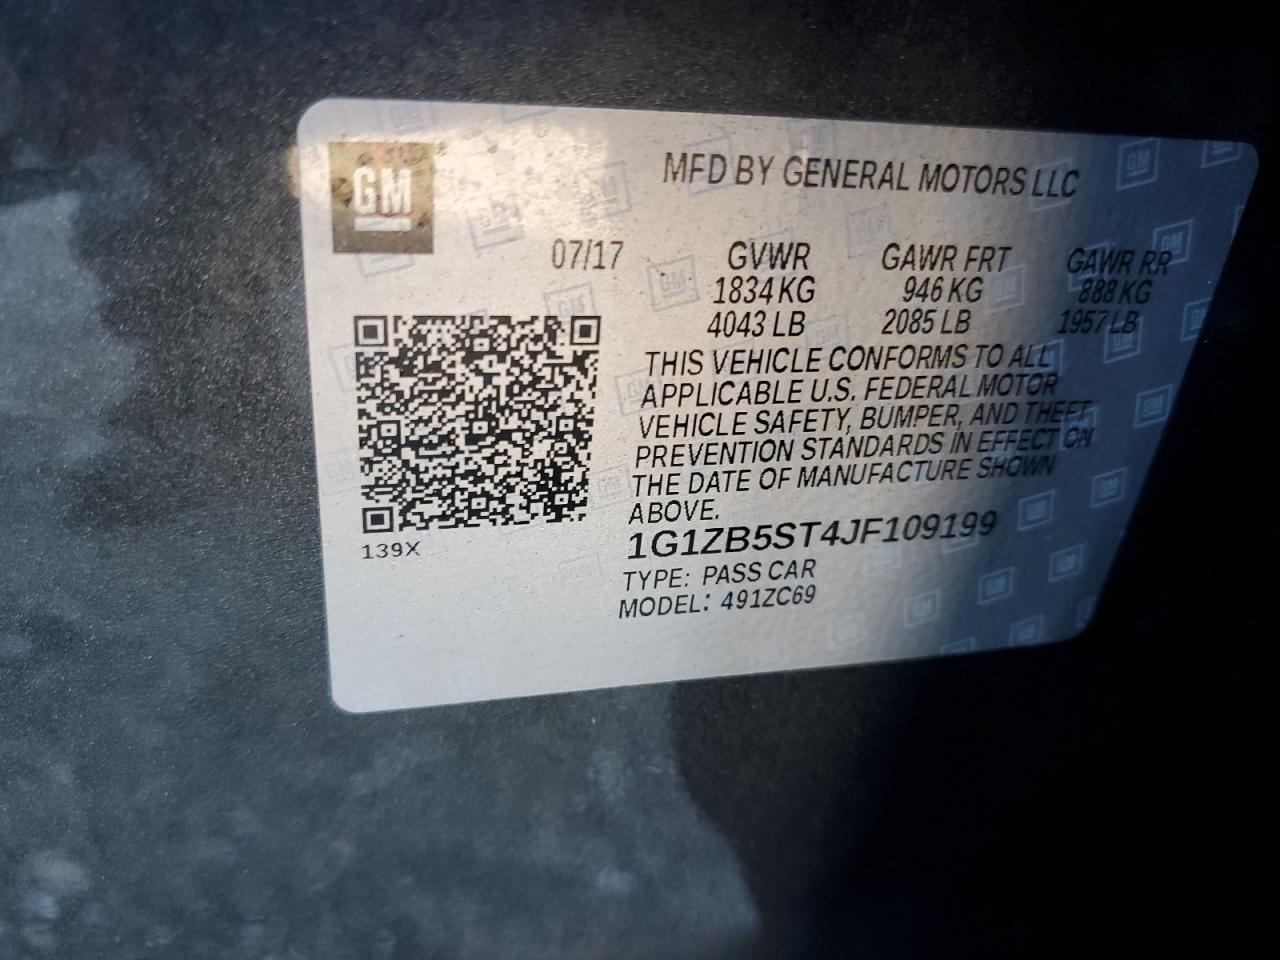 GM
MFD BY GENERAL MOTORS LLC
07/17 GVWR GAWR FRT GAWR RR
1834 KG 946 KG 888 KG
4043 LB 2085 LB 1957 LB
THIS VEHICLE CONFORMS TO ALL
APPLICABLE U.S. FEDERAL MOTOR
VEHICLE SAFETY, BUMPER, AND THEFT
PREVENTION STANDARDS IN EFFECT ON
THE DATE OF MANUFACTURE SHOWN
ABOVE.
139X
1G1ZB5ST4JF109199
TYPE: PASS CAR
MODEL: 491ZC69